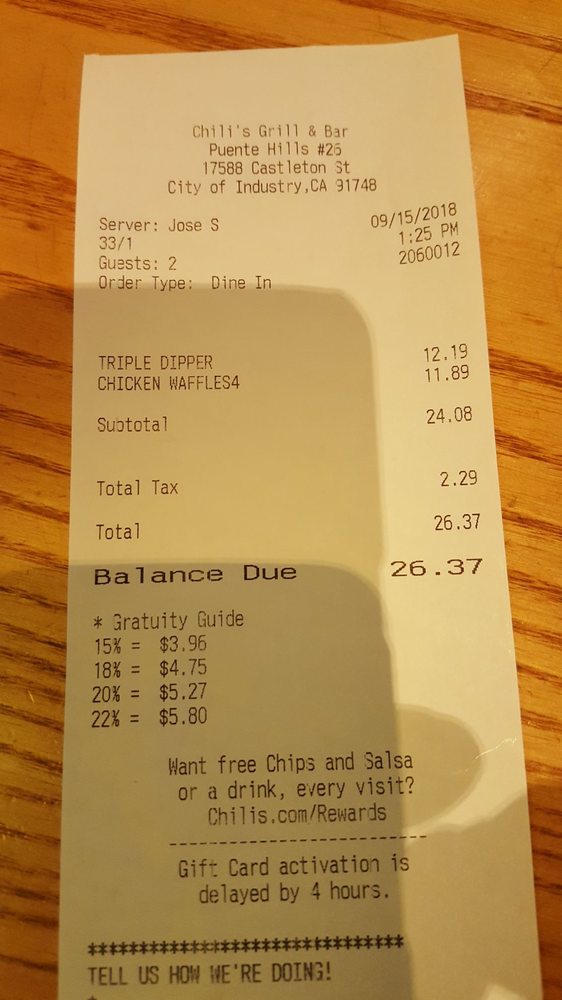 Chili's Grill & Bar
Puente Hills #26
17588 Castleton St
City of Industry,CA 91748
Server: Jose S 09/15/2018
33/1 1:25 PM
Guests: 2 2060012
Order Type: Dine In
TRIPLE DIPPER 12.19
CHICKEN WAFFLES4 11.89
Subtotal 24.08
Total Tax 2.29
Total 26.37
Balance Due 26.37
* Gratuity Guide
15% = $3.96
18% = $4.75
20% = $5.27
22% = $5.80
Want free Chips and Salsa
or a drink, every visit?
Chilis.com/Rewards
------------------------------
Gift Card activation is
delayed by 4 hours.
********************************
TELL US HOW WE'RE DOING!
*